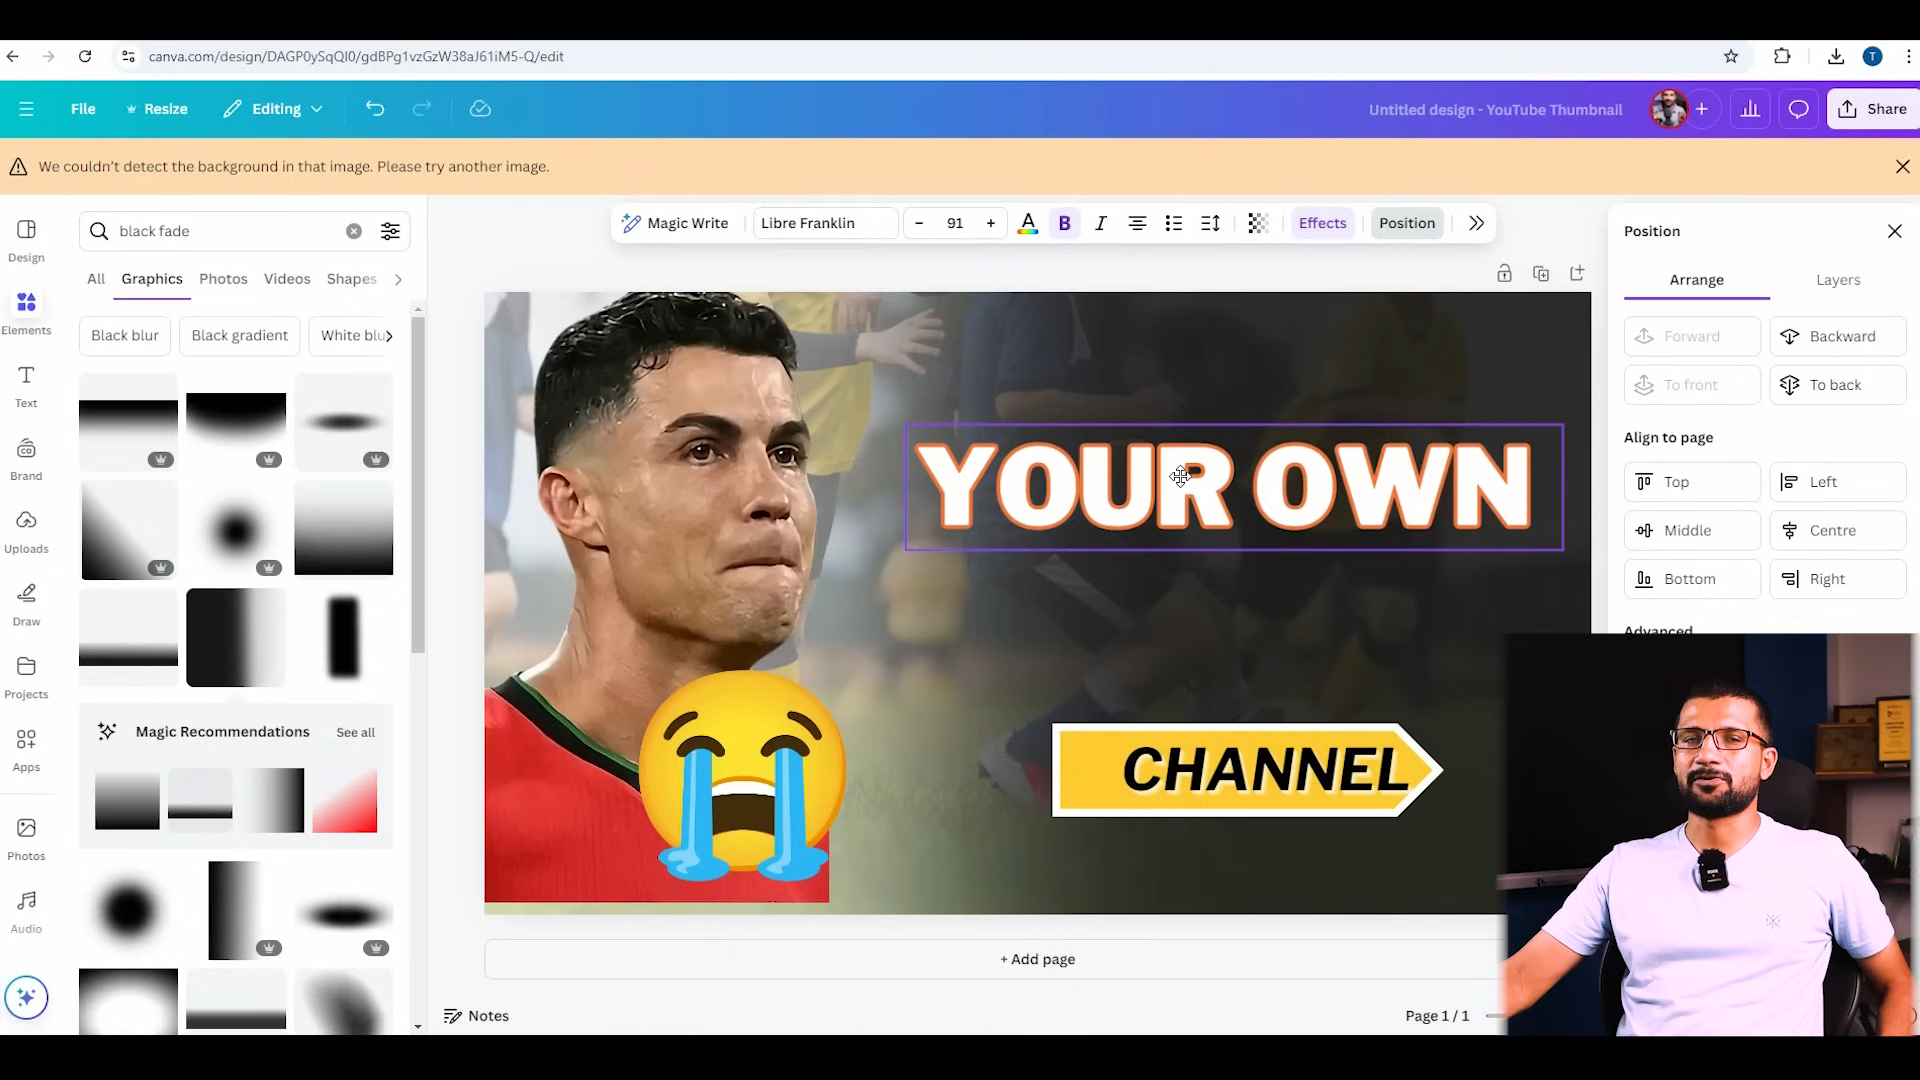 canva.com/design/DAGP0ySqQI0/gdBPg1vzGzW38aJ61iM5-Q/edit
T
File
Resize
Editing
Untitled design - YouTube Thumbnail
Share
We couldn't detect the background in that image. Please try another image.
Design
Elements
Text
Brand
Uploads
Draw
Projects
Apps
Photos
Audio
black fade
All
Graphics
Photos
Videos
Shapes
Black blur
Black gradient
White blu
Magic Recommendations
See all
Magic Write
Libre Franklin
91
A
B
I
Effects
Position
YOUR OWN
CHANNEL
+ Add page
Notes
Page 1 / 1
Position
Arrange
Layers
Forward
Backward
To front
To back
Align to page
Top
Left
Middle
Centre
Bottom
Right
Advanced